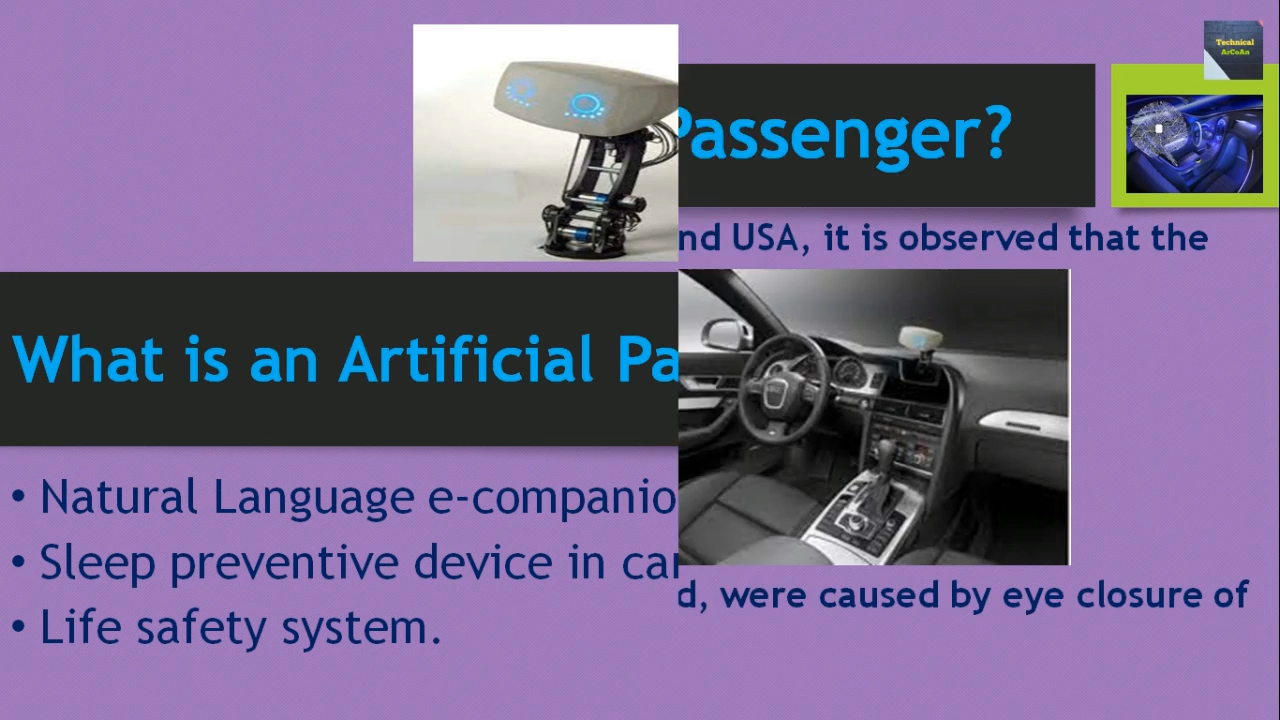 Technical
ArCoAn
Passenger?
nd USA, it is observed that the
What is an Artificial Pa
• Natural Language e-companio
• Sleep preventive device in car
• Life safety system.
d, were caused by eye closure of